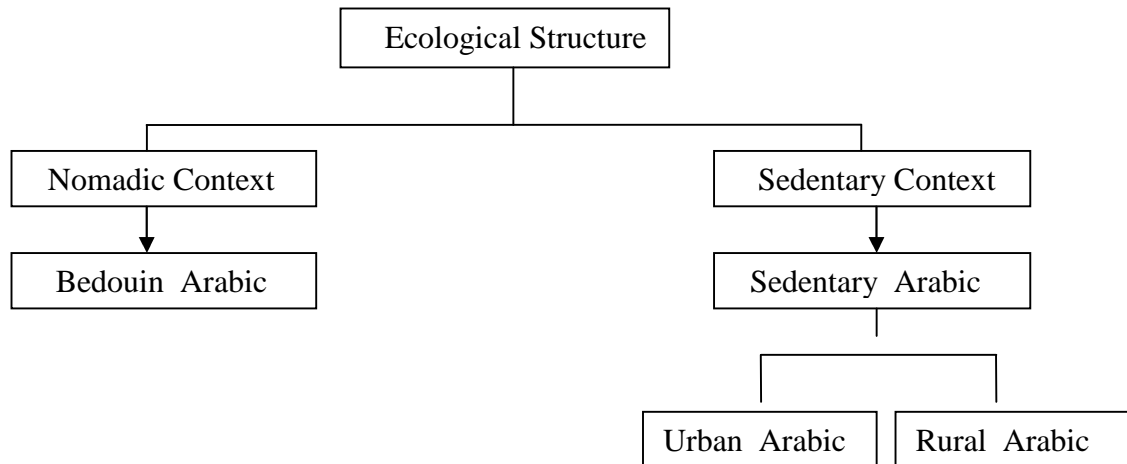 Ecological Structure
Nomadic Context
Sedentary Context
Bedouin Arabic
Sedentary Arabic
Urban Arabic
Rural Arabic